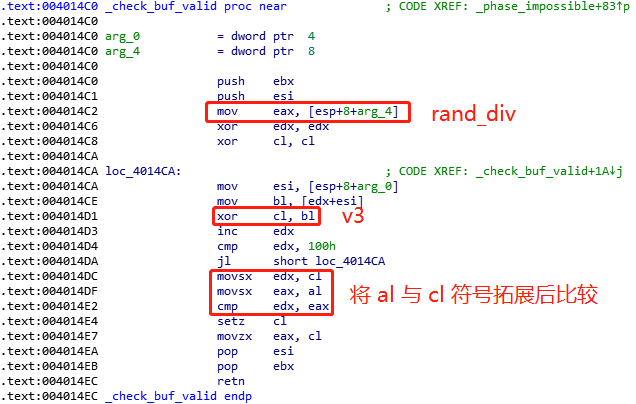 .text:004014C0 _check_buf_valid proc near ; CODE XREF: _phase_impossible+83↑p
.text:004014C0
.text:004014C0 arg_0 = dword ptr 4
.text:004014C0 arg_4 = dword ptr 8
.text:004014C0
.text:004014C0 push ebx
.text:004014C1 push esi
.text:004014C2 mov eax, [esp+8+arg_4] rand_div
.text:004014C6 xor edx, edx
.text:004014C8 xor cl, cl
.text:004014CA
.text:004014CA loc_4014CA: ; CODE XREF: _check_buf_valid+1A↓j
.text:004014CA mov esi, [esp+8+arg_0]
.text:004014CE mov bl, [edx+esi]
.text:004014D1 xor cl, bl v3
.text:004014D3 inc edx
.text:004014D4 cmp edx, 100h
.text:004014DA jl short loc_4014CA
.text:004014DC movsx edx, cl
.text:004014DF movsx eax, al 将 al 与 cl 符号拓展后比较
.text:004014E2 cmp edx, eax
.text:004014E4 setz cl
.text:004014E7 movzx eax, cl
.text:004014EA pop esi
.text:004014EB pop ebx
.text:004014EC retn
.text:004014EC _check_buf_valid endp